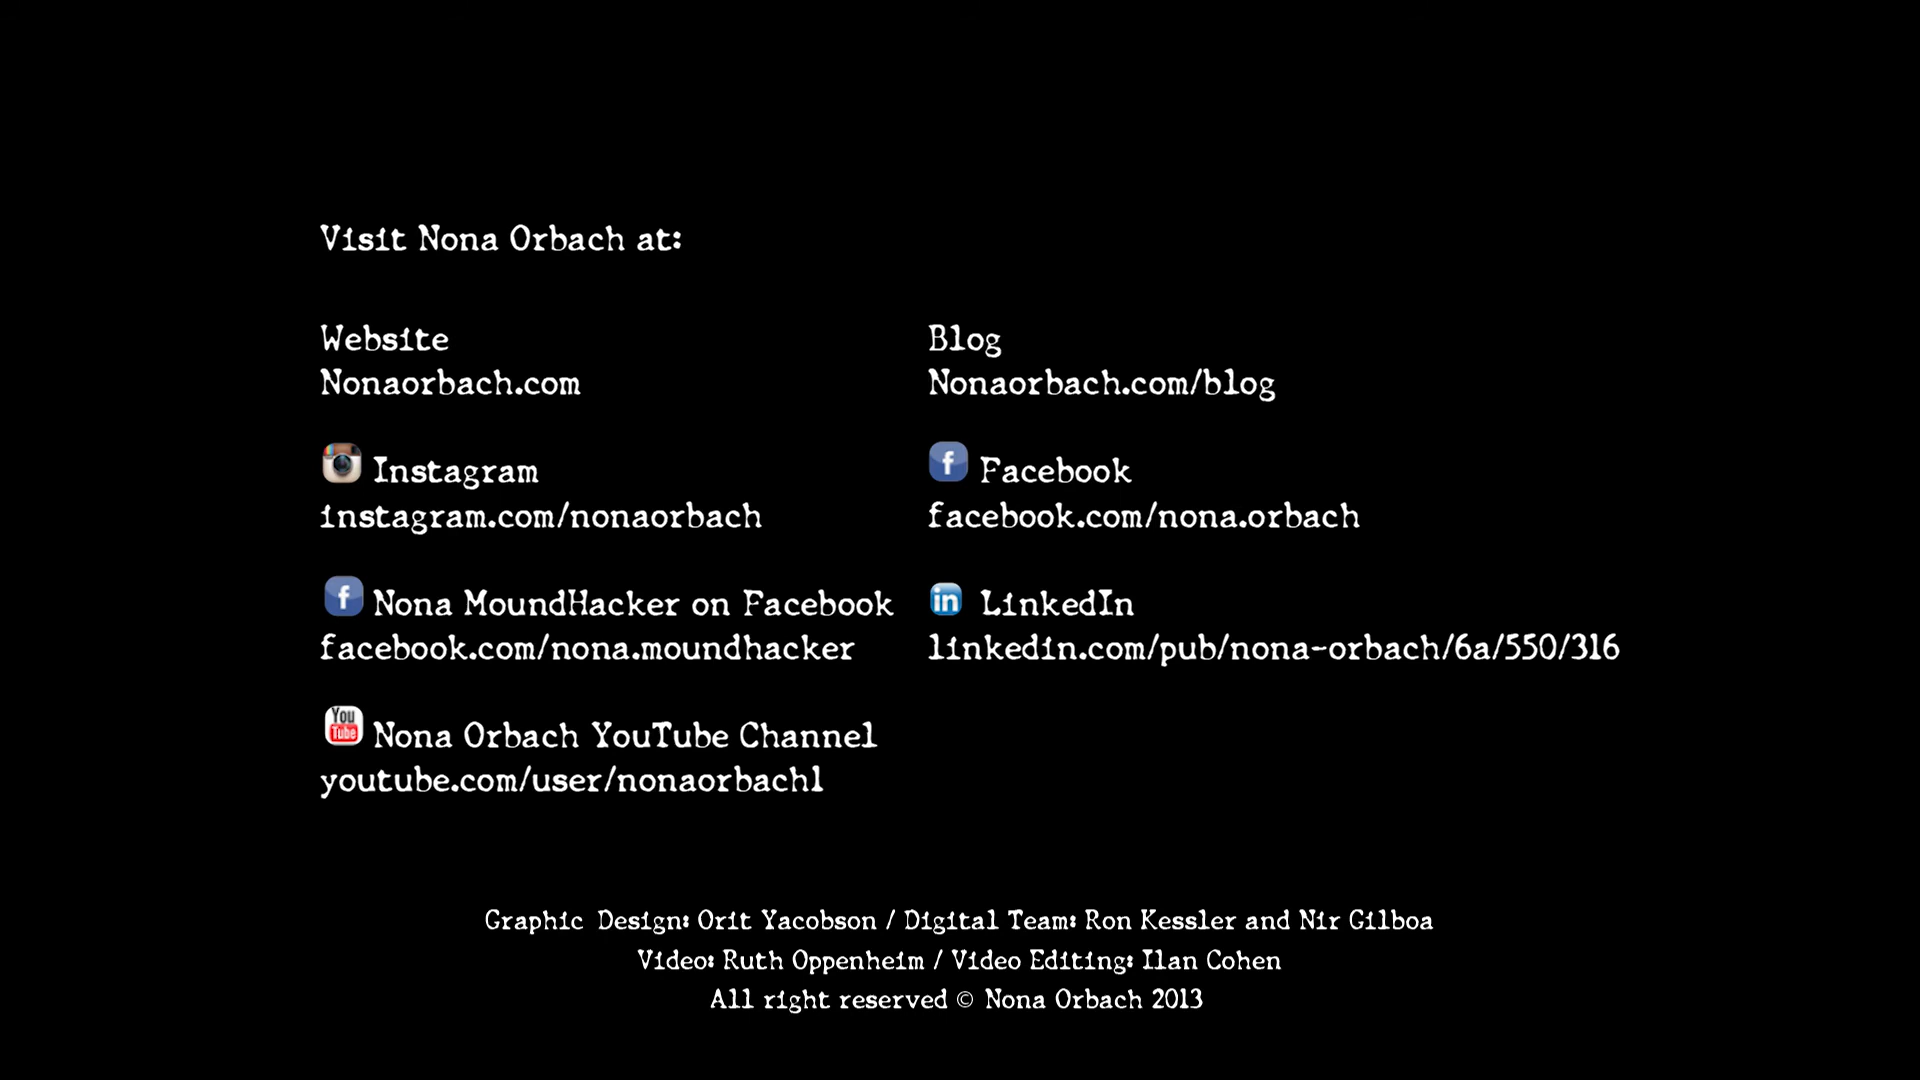 Visit Nona Orbach at:
Website
Nonaorbach.com
Blog
Nonaorbach.com/blog
Instagram
instagram.com/nonaorbach
Facebook
facebook.com/nona.orbach
Nona MoundHacker on Facebook
facebook.com/nona.moundhacker
in LinkedIn
linkedin.com/pub/nona-orbach/6a/550/316
You
Tube
Nona Orbach YouTube Channel
youtube.com/user/nonaorbach1
Graphic Design: Orit Yacobson / Digital Team: Ron Kessler and Nir Gilboa
Video: Ruth Oppenheim / Video Editing: Ilan Cohen
All right reserved © Nona Orbach 2013